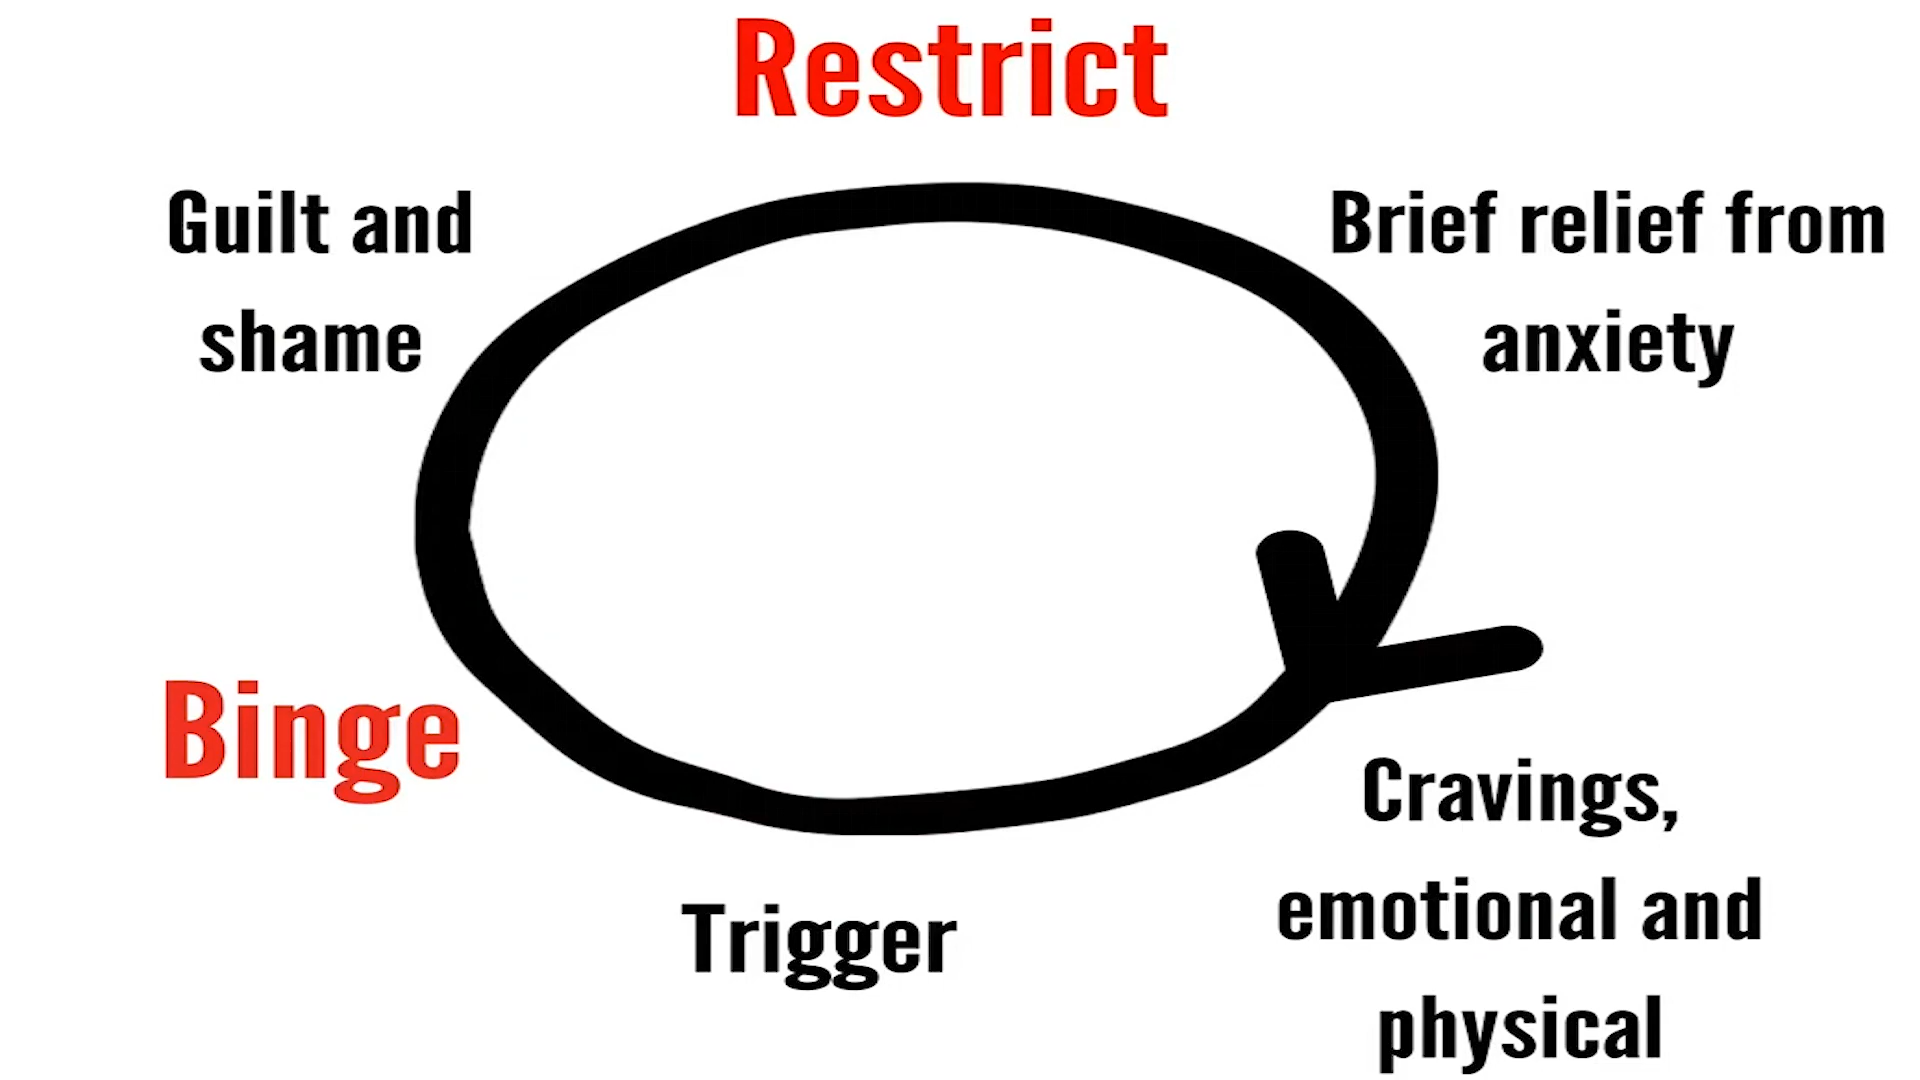 Restrict
Guilt and
shame
Brief relief from
anxiety
Binge
Cravings,
emotional and
physical
Trigger